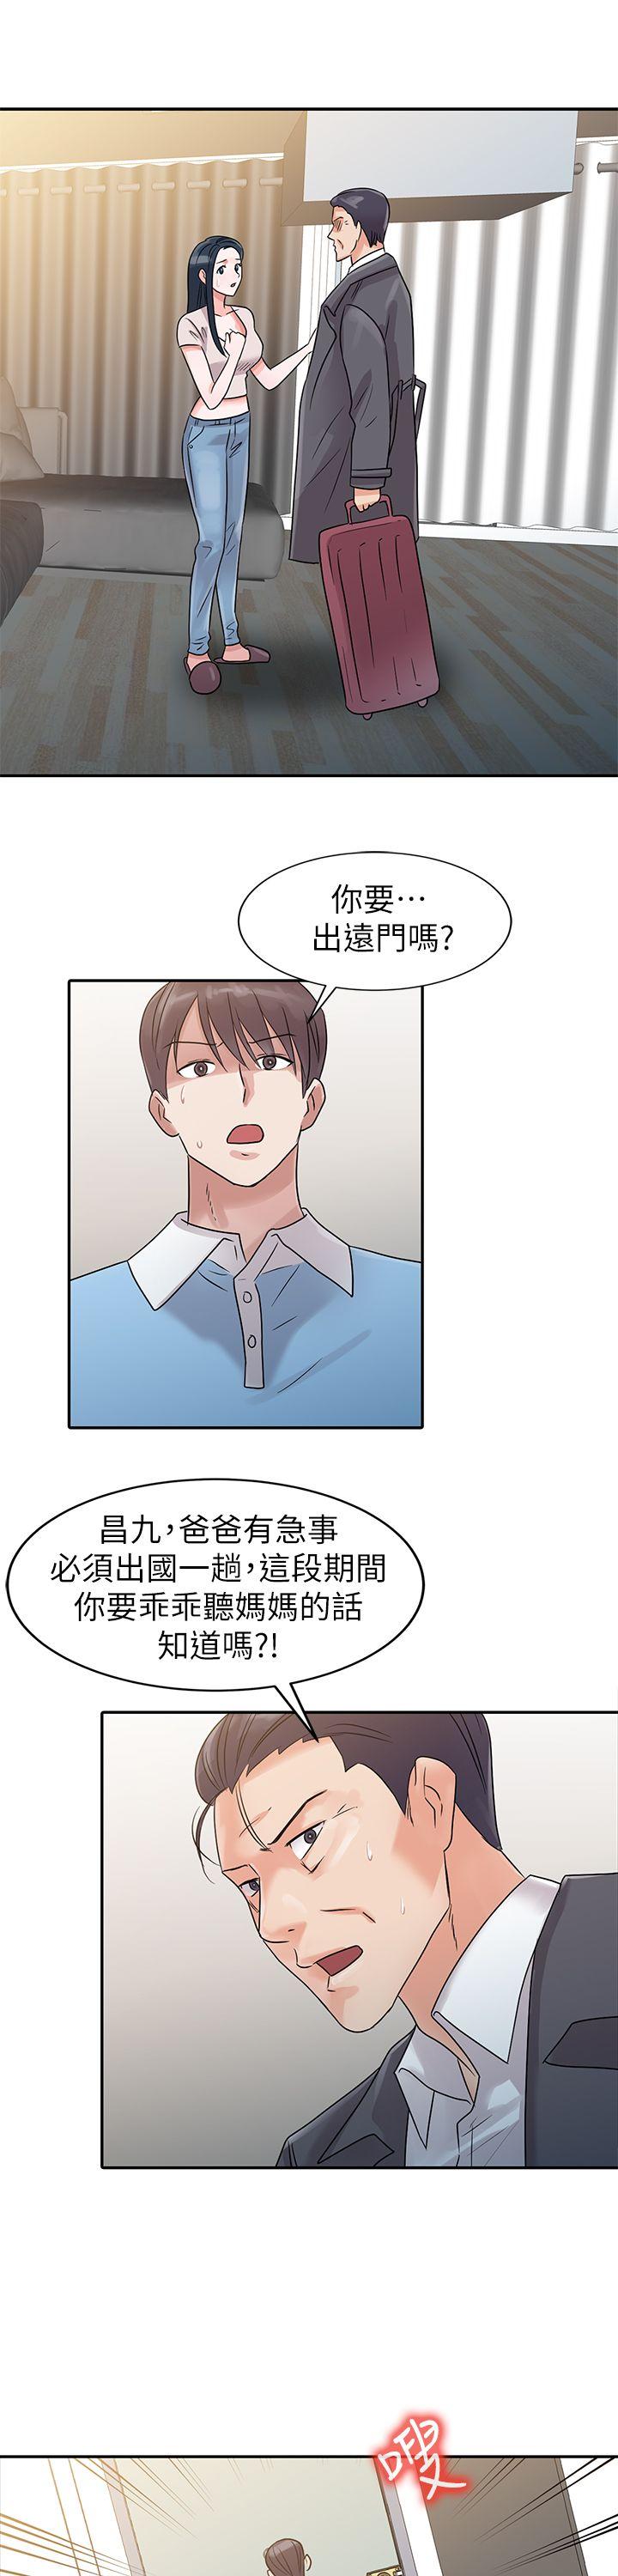 你要⋯
出遠門嗎?
昌九,爸爸有急事
必須出國一趟,這段期間
你要乖乖聽媽媽的話
知道嗎?!
嗖